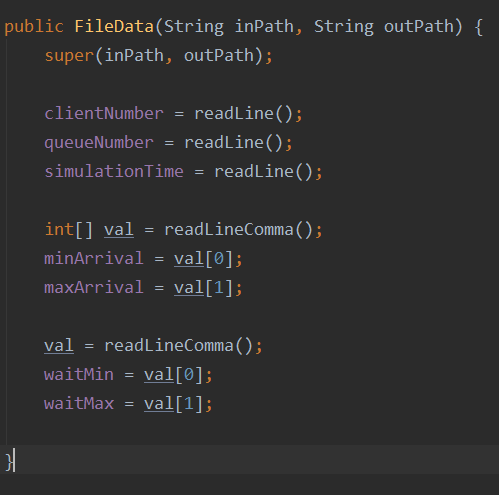 public FileData(String inPath, String outPath) {
super(inPath, outPath);
clientNumber = readLine();
queueNumber = readLine();
simulationTime = readLine();
int[] val = readLineComma();
minArrival = val[0];
maxArrival = val[1];
val = readLineComma();
waitMin = val[0];
waitMax = val[1];
}